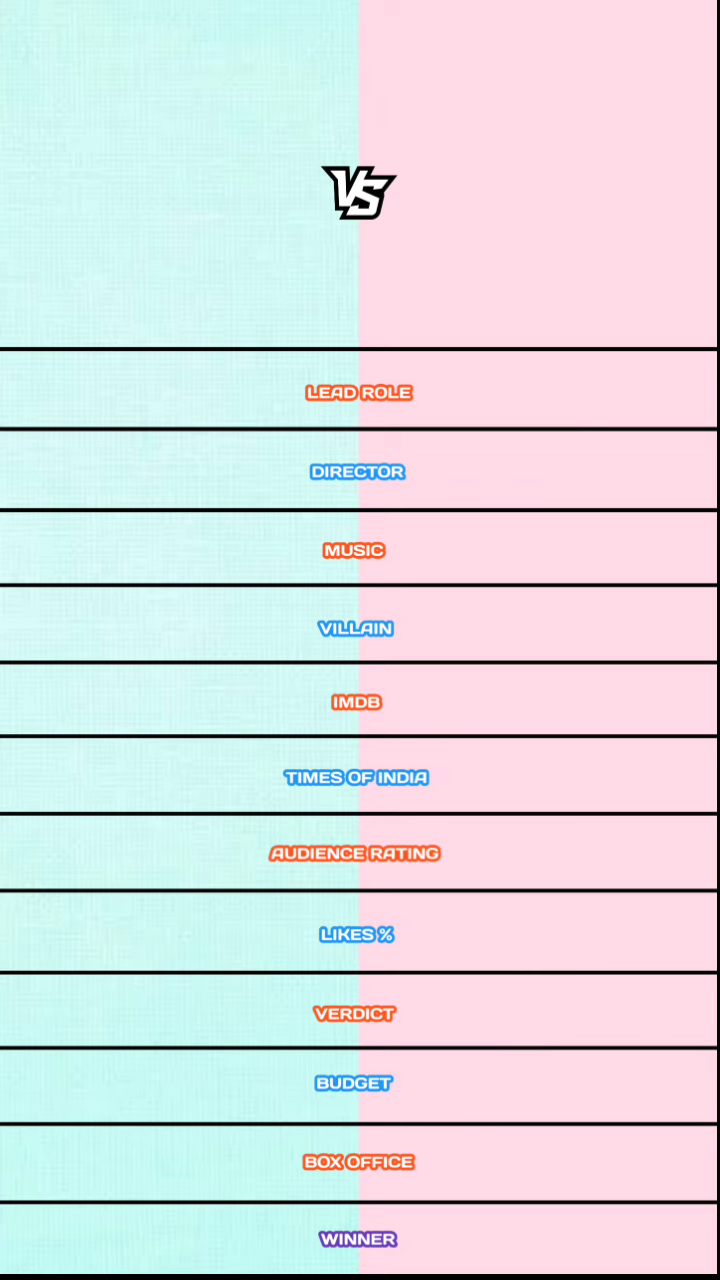 VS
LEAD ROLE
DIRECTOR
MUSIC
VILLAIN
IMDB
TIMES OF INDIA
AUDIENCE RATING
LIKES %
VERDICT
BUDGET
BOX OFFICE
WINNER